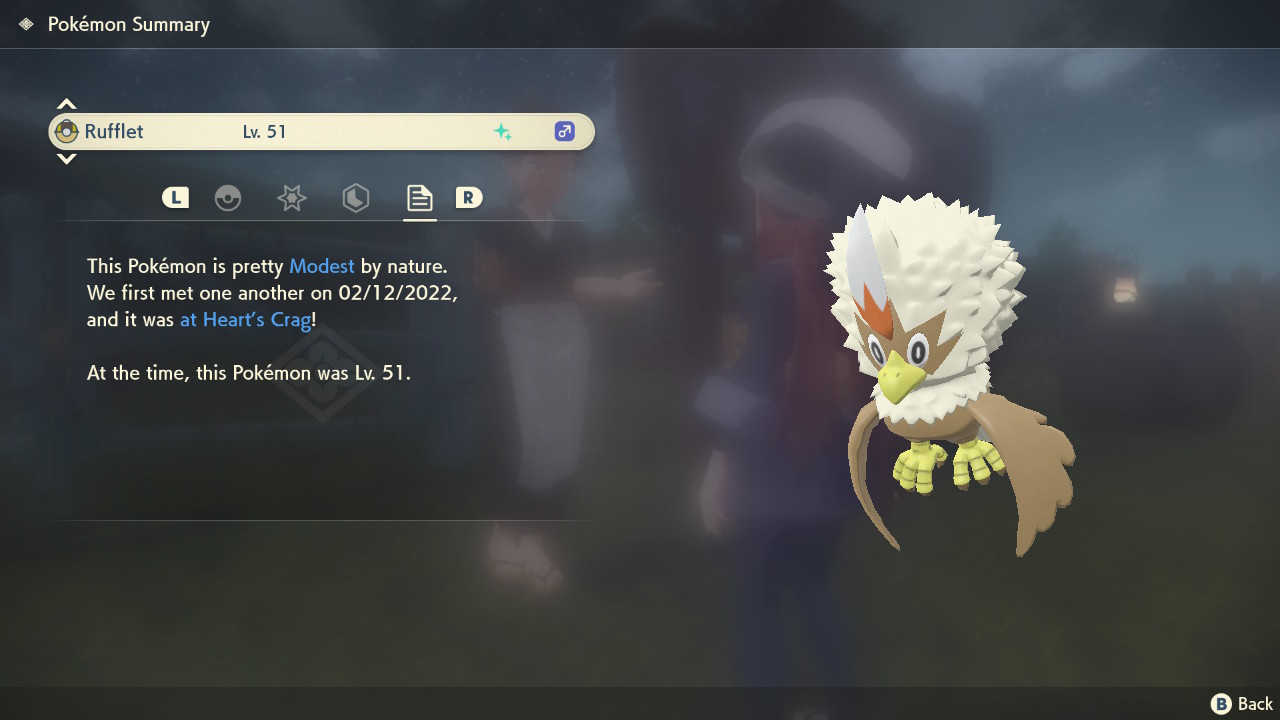 Pokémon Summary
Rufflet Lv. 51
L R
This Pokémon is pretty Modest by nature.
We first met one another on 02/12/2022,
and it was at Heart's Crag!
At the time, this Pokémon was Lv. 51.
B Back